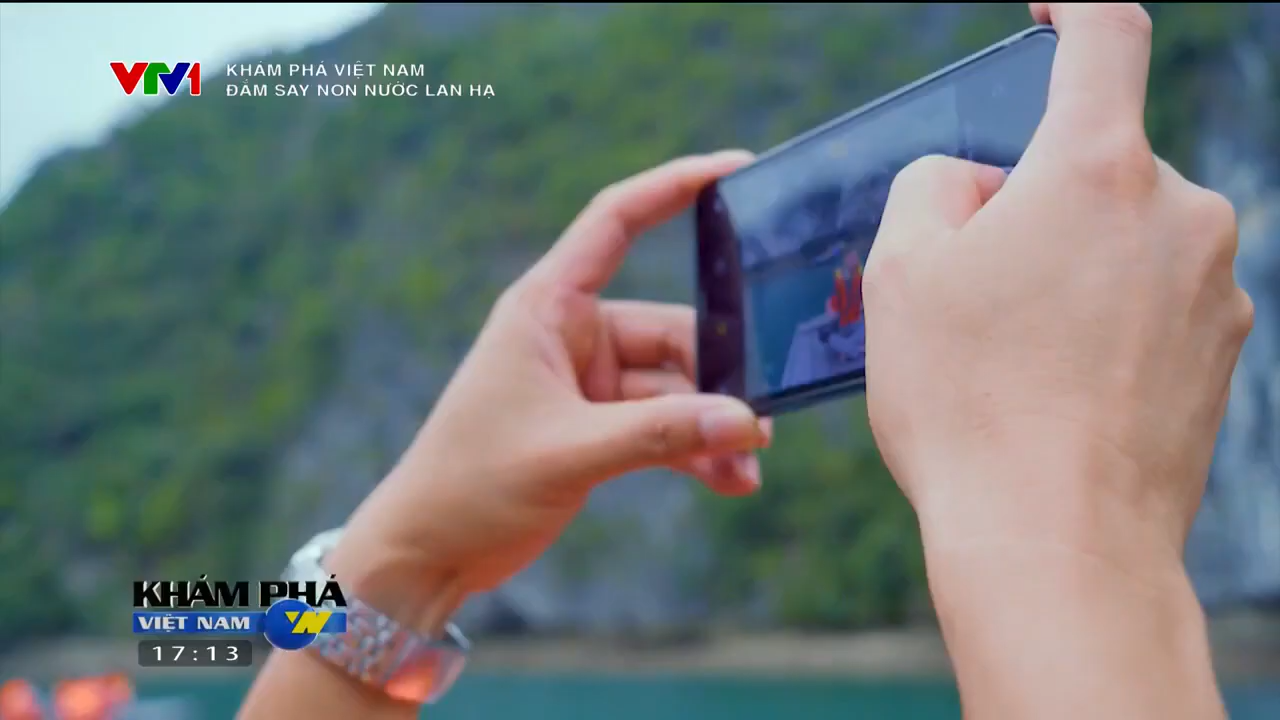 VTV1
KHÁM PHÁ VIỆT NAM
ĐẮM SAY NON NƯỚC LAN HẠ
KHÁM PHÁ
VIỆT NAM VN
17:13